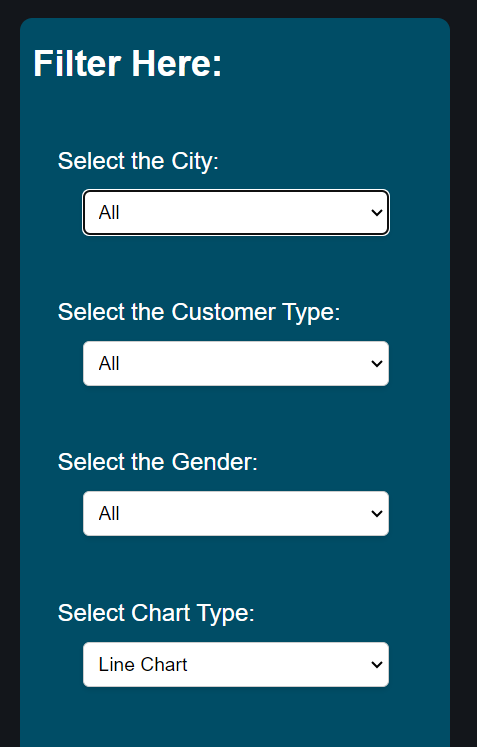 Filter Here:
Select the City:
All
Select the Customer Type:
All
Select the Gender:
All
Select Chart Type:
Line Chart